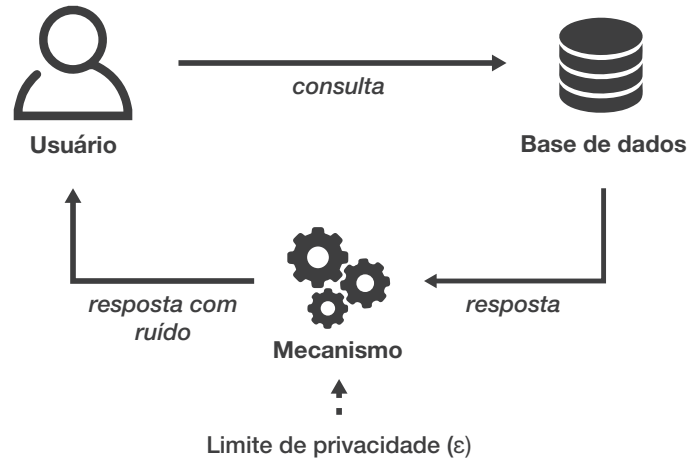 consulta
Usuário
Base de dados
resposta com
ruído
resposta
Mecanismo
Limite de privacidade (ε)